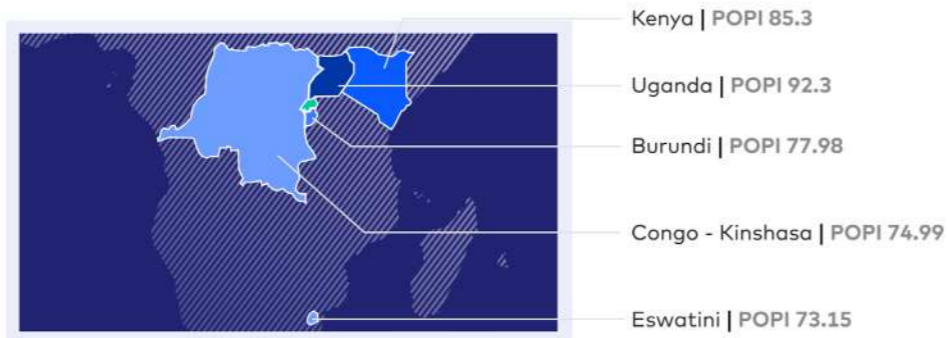 Kenya | POPI 85.3
Uganda | POPI 92.3
Burundi | POPI 77.98
Congo - Kinshasa | POPI 74.99
Eswatini | POPI 73.15